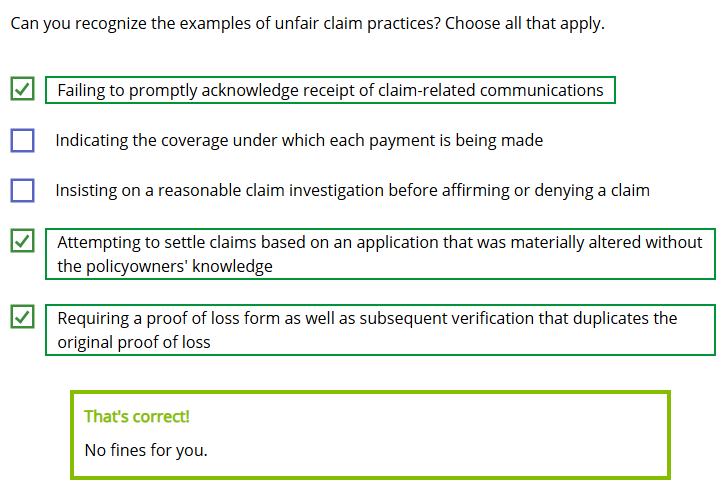 Can you recognize the examples of unfair claim practices? Choose all that apply.
Failing to promptly acknowledge receipt of claim-related communications
Indicating the coverage under which each payment is being made
Insisting on a reasonable claim investigation before affirming or denying a claim
Attempting to settle claims based on an application that was materially altered without
the policyowners' knowledge
Requiring a proof of loss form as well as subsequent verification that duplicates the
original proof of loss
That's correct!
No fines for you.